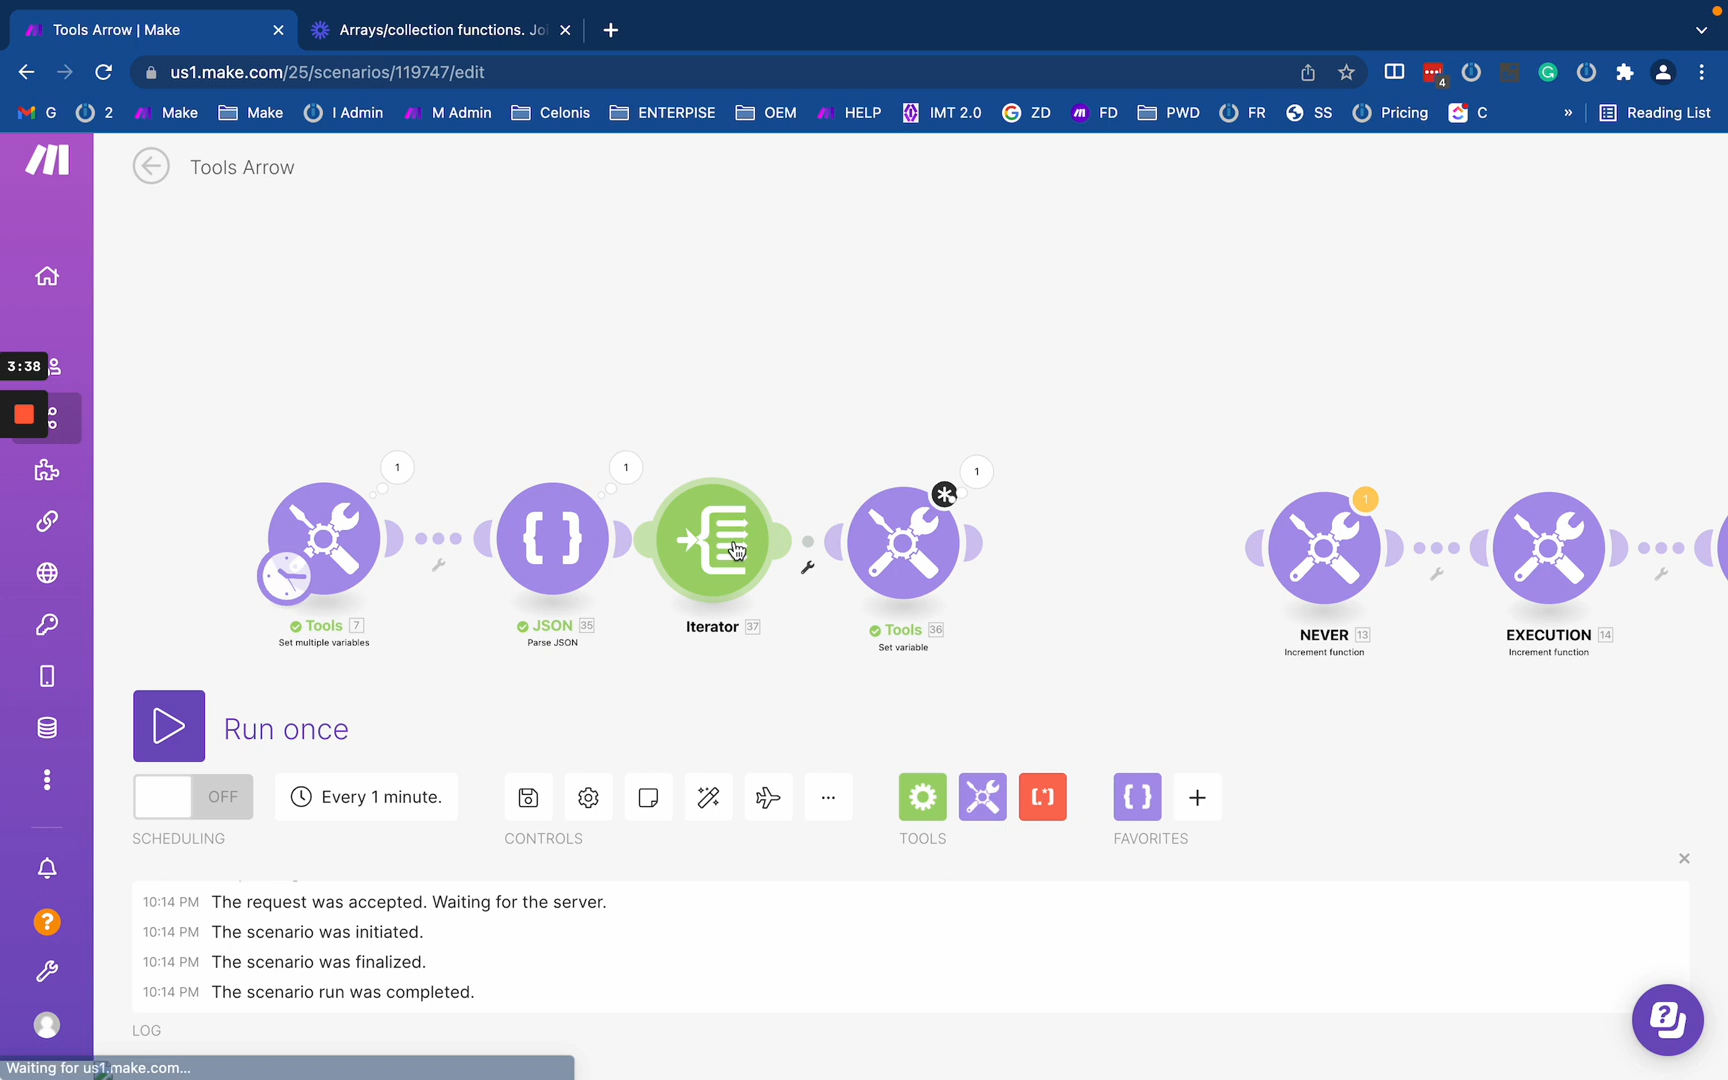 Tools Arrow | Make
Arrays/collection functions. Joi
us1.make.com/25/scenarios/119747/edit
4
G
2
Make
Make
I Admin
M Admin
Celonis
ENTERPISE
OEM
HELP
IMT 2.0
ZD
FD
PWD
FR
SS
Pricing
C
»
Reading List
Tools Arrow
3:38
1
1
1
1
Tools 7
Set multiple variables
JSON 35
Parse JSON
Iterator 37
Tools 36
Set variable
NEVER 13
Increment function
EXECUTION 14
Increment function
Run once
OFF
Every 1 minute.
SCHEDULING
CONTROLS
TOOLS
FAVORITES
10:14 PM The request was accepted. Waiting for the server.
10:14 PM The scenario was initiated.
10:14 PM The scenario was finalized.
10:14 PM The scenario run was completed.
LOG
Waiting for us1.make.com...